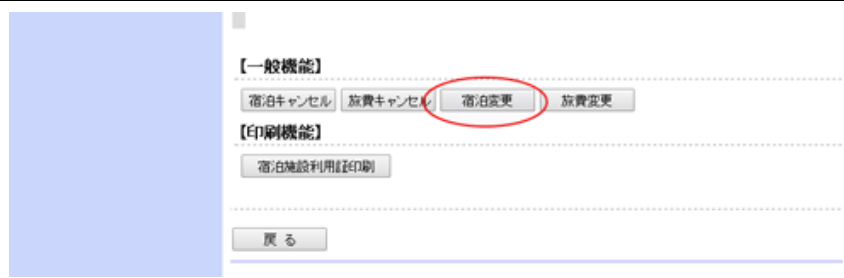 【一般機能】
宿泊キャンセル 旅費キャンセル 宿泊変更 旅費変更
【印刷機能】
宿泊施設利用証印刷
戻る